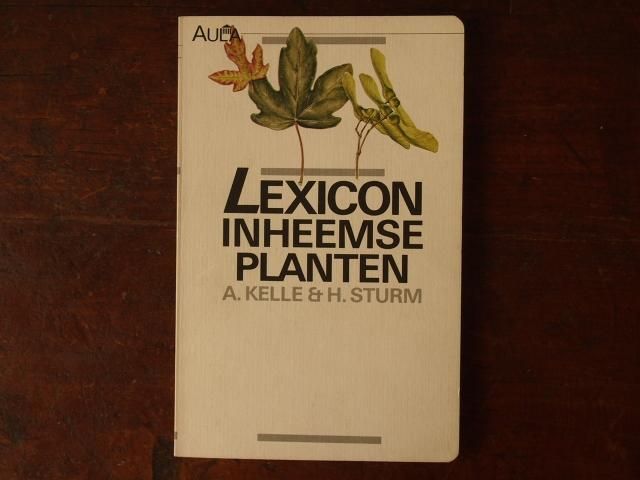 AULA
LEXICON
INHEEMSE
PLANTEN
A. KELLE & H. STURM